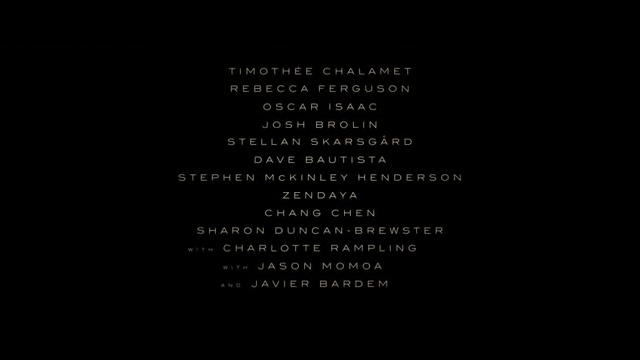 TIMOTHÉE CHALAMET
REBECCA FERGUSON
OSCAR ISAAC
JOSH BROLIN
STELLAN SKARSGÅRD
DAVE BAUTISTA
STEPHEN McKINLEY HENDERSON
ZENDAYA
CHANG CHEN
SHARON DUNCAN-BREWSTER
WITH CHARLOTTE RAMPLING
WITH JASON MOMOA
AND JAVIER BARDEM